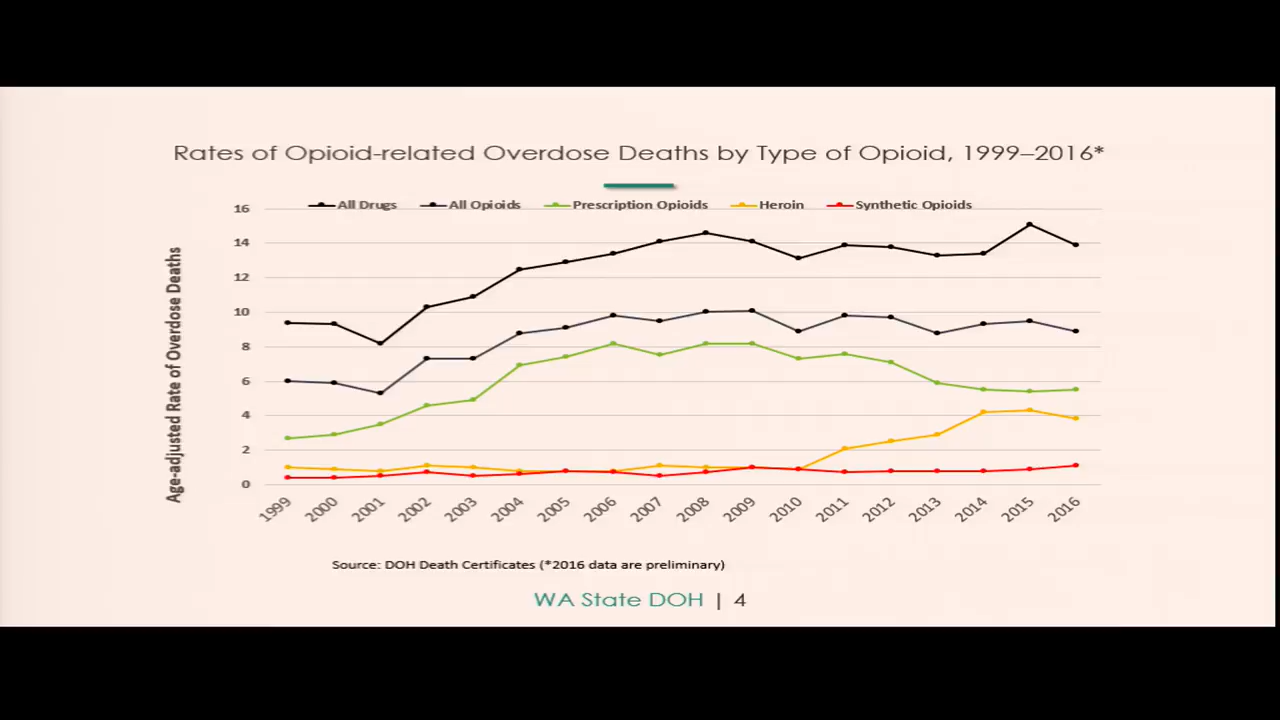 Rates of Opioid-related Overdose Deaths by Type of Opioid, 1999–2016*
All Drugs All Opioids Prescription Opioids Heroin Synthetic Opioids
Age-adjusted Rate of Overdose Deaths
16
14
12
10
8
6
4
2
0
1999 2000 2001 2002 2003 2004 2005 2006 2007 2008 2009 2010 2011 2012 2013 2014 2015 2016
Source: DOH Death Certificates (*2016 data are preliminary)
WA State DOH | 4